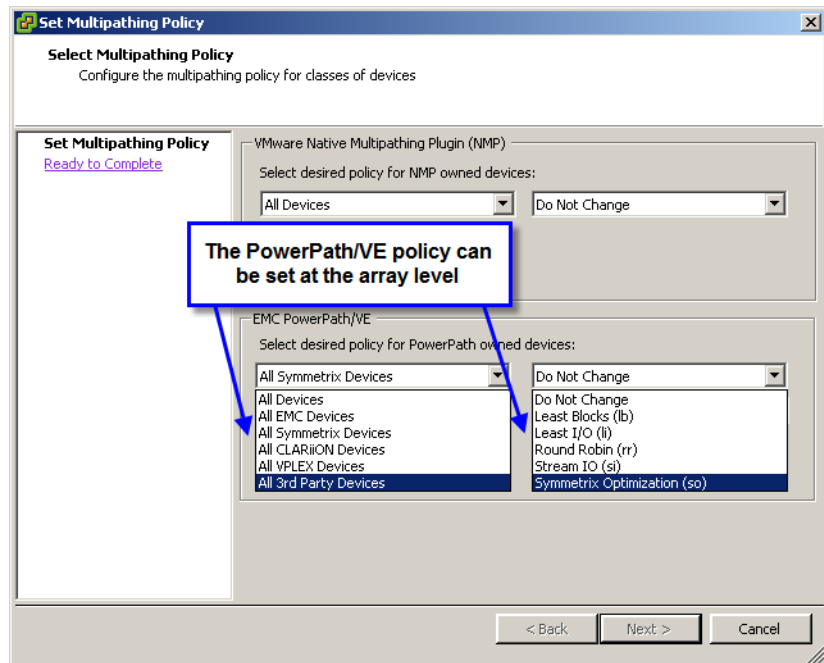 Set Multipathing Policy
Select Multipathing Policy
Configure the multipathing policy for classes of devices
Set Multipathing Policy
Ready to Complete
VMware Native Multipathing Plugin (NMP)
Select desired policy for NMP owned devices:
All Devices
Do Not Change
The PowerPath/VE policy can
be set at the array level
EMC PowerPath/VE
Select desired policy for PowerPath owned devices:
All Symmetrix Devices
All Devices
All EMC Devices
All Symmetrix Devices
All CLARiiON Devices
All VPLEX Devices
All 3rd Party Devices
Do Not Change
Do Not Change
Least Blocks (lb)
Least I/O (li)
Round Robin (rr)
Stream IO (si)
Symmetrix Optimization (so)
< Back
Next >
Cancel